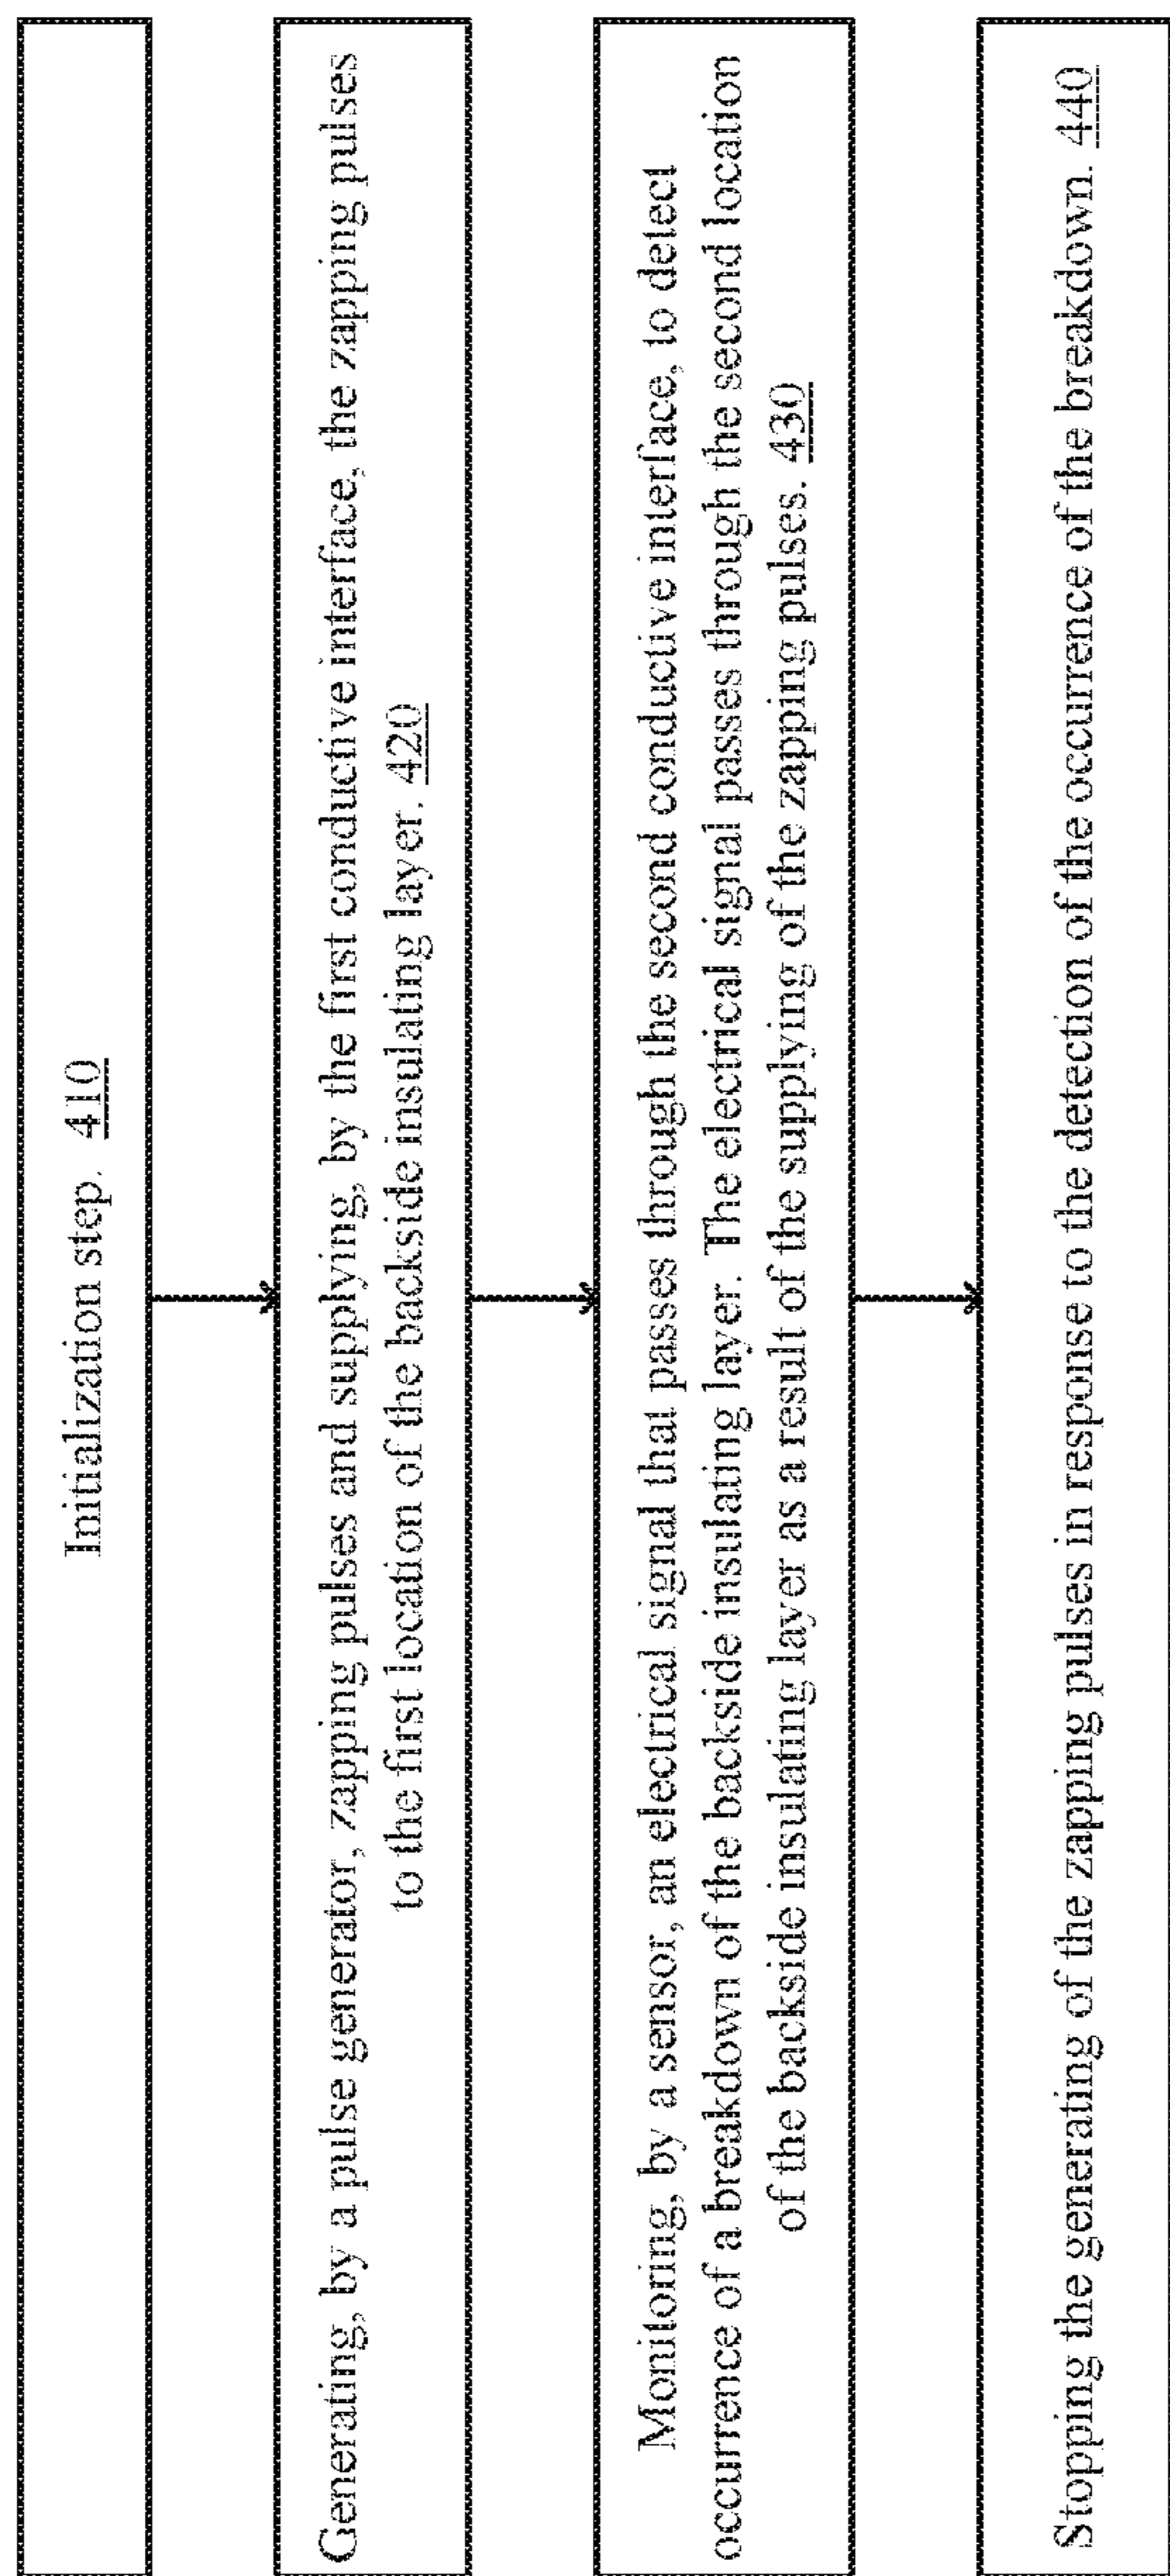 Initialization step. 410
Generating, by a pulse generator, zapping pulses and supplying, by the first conductive interface, the zapping pulses
to the first location of the backside insulating layer. 420
Monitoring, by a sensor, an electrical signal that passes through the second conductive interface, to detect
occurrence of a breakdown of the backside insulating layer. The electrical signal passes through the second location
of the backside insulating layer as a result of the supplying of the zapping pulses. 430
Stopping the generating of the zapping pulses in response to the detection of the occurrence of the breakdown. 440